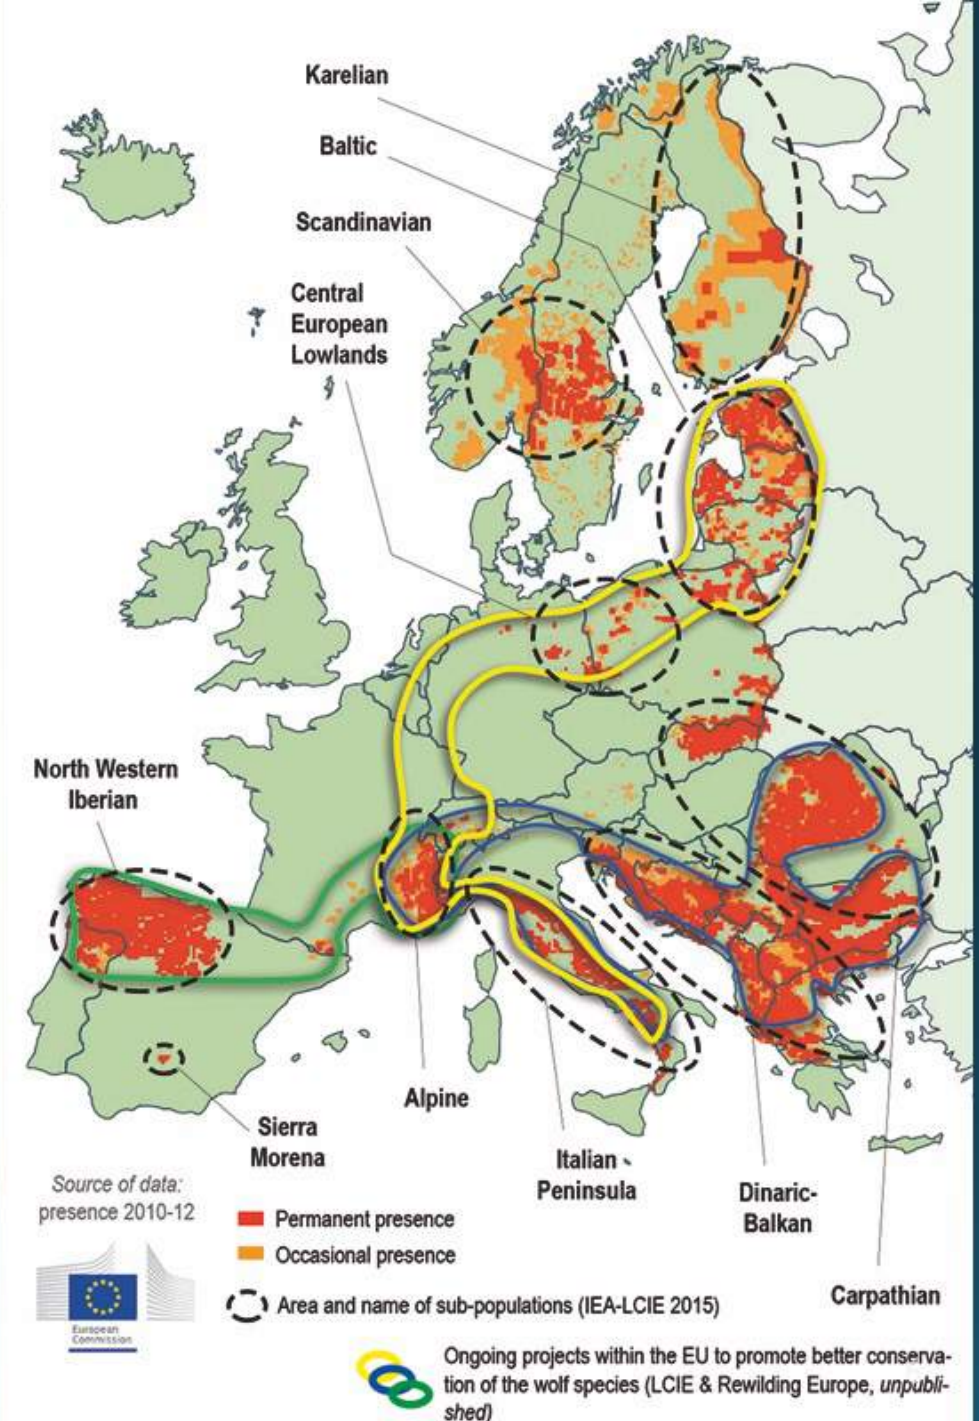 Karelian
Baltic
Scandinavian
Central
European
Lowlands
North Western
Iberian
Alpine
Sierra
Morena
Italian
Peninsula
Dinaric-
Balkan
Carpathian
Source of data:
presence 2010-12
Permanent presence
Occasional presence
Area and name of sub-populations (IEA-LCIE 2015)
European
Commission
Ongoing projects within the EU to promote better conserva-
tion of the wolf species (LCIE & Rewilding Europe, unpubli-
shed)